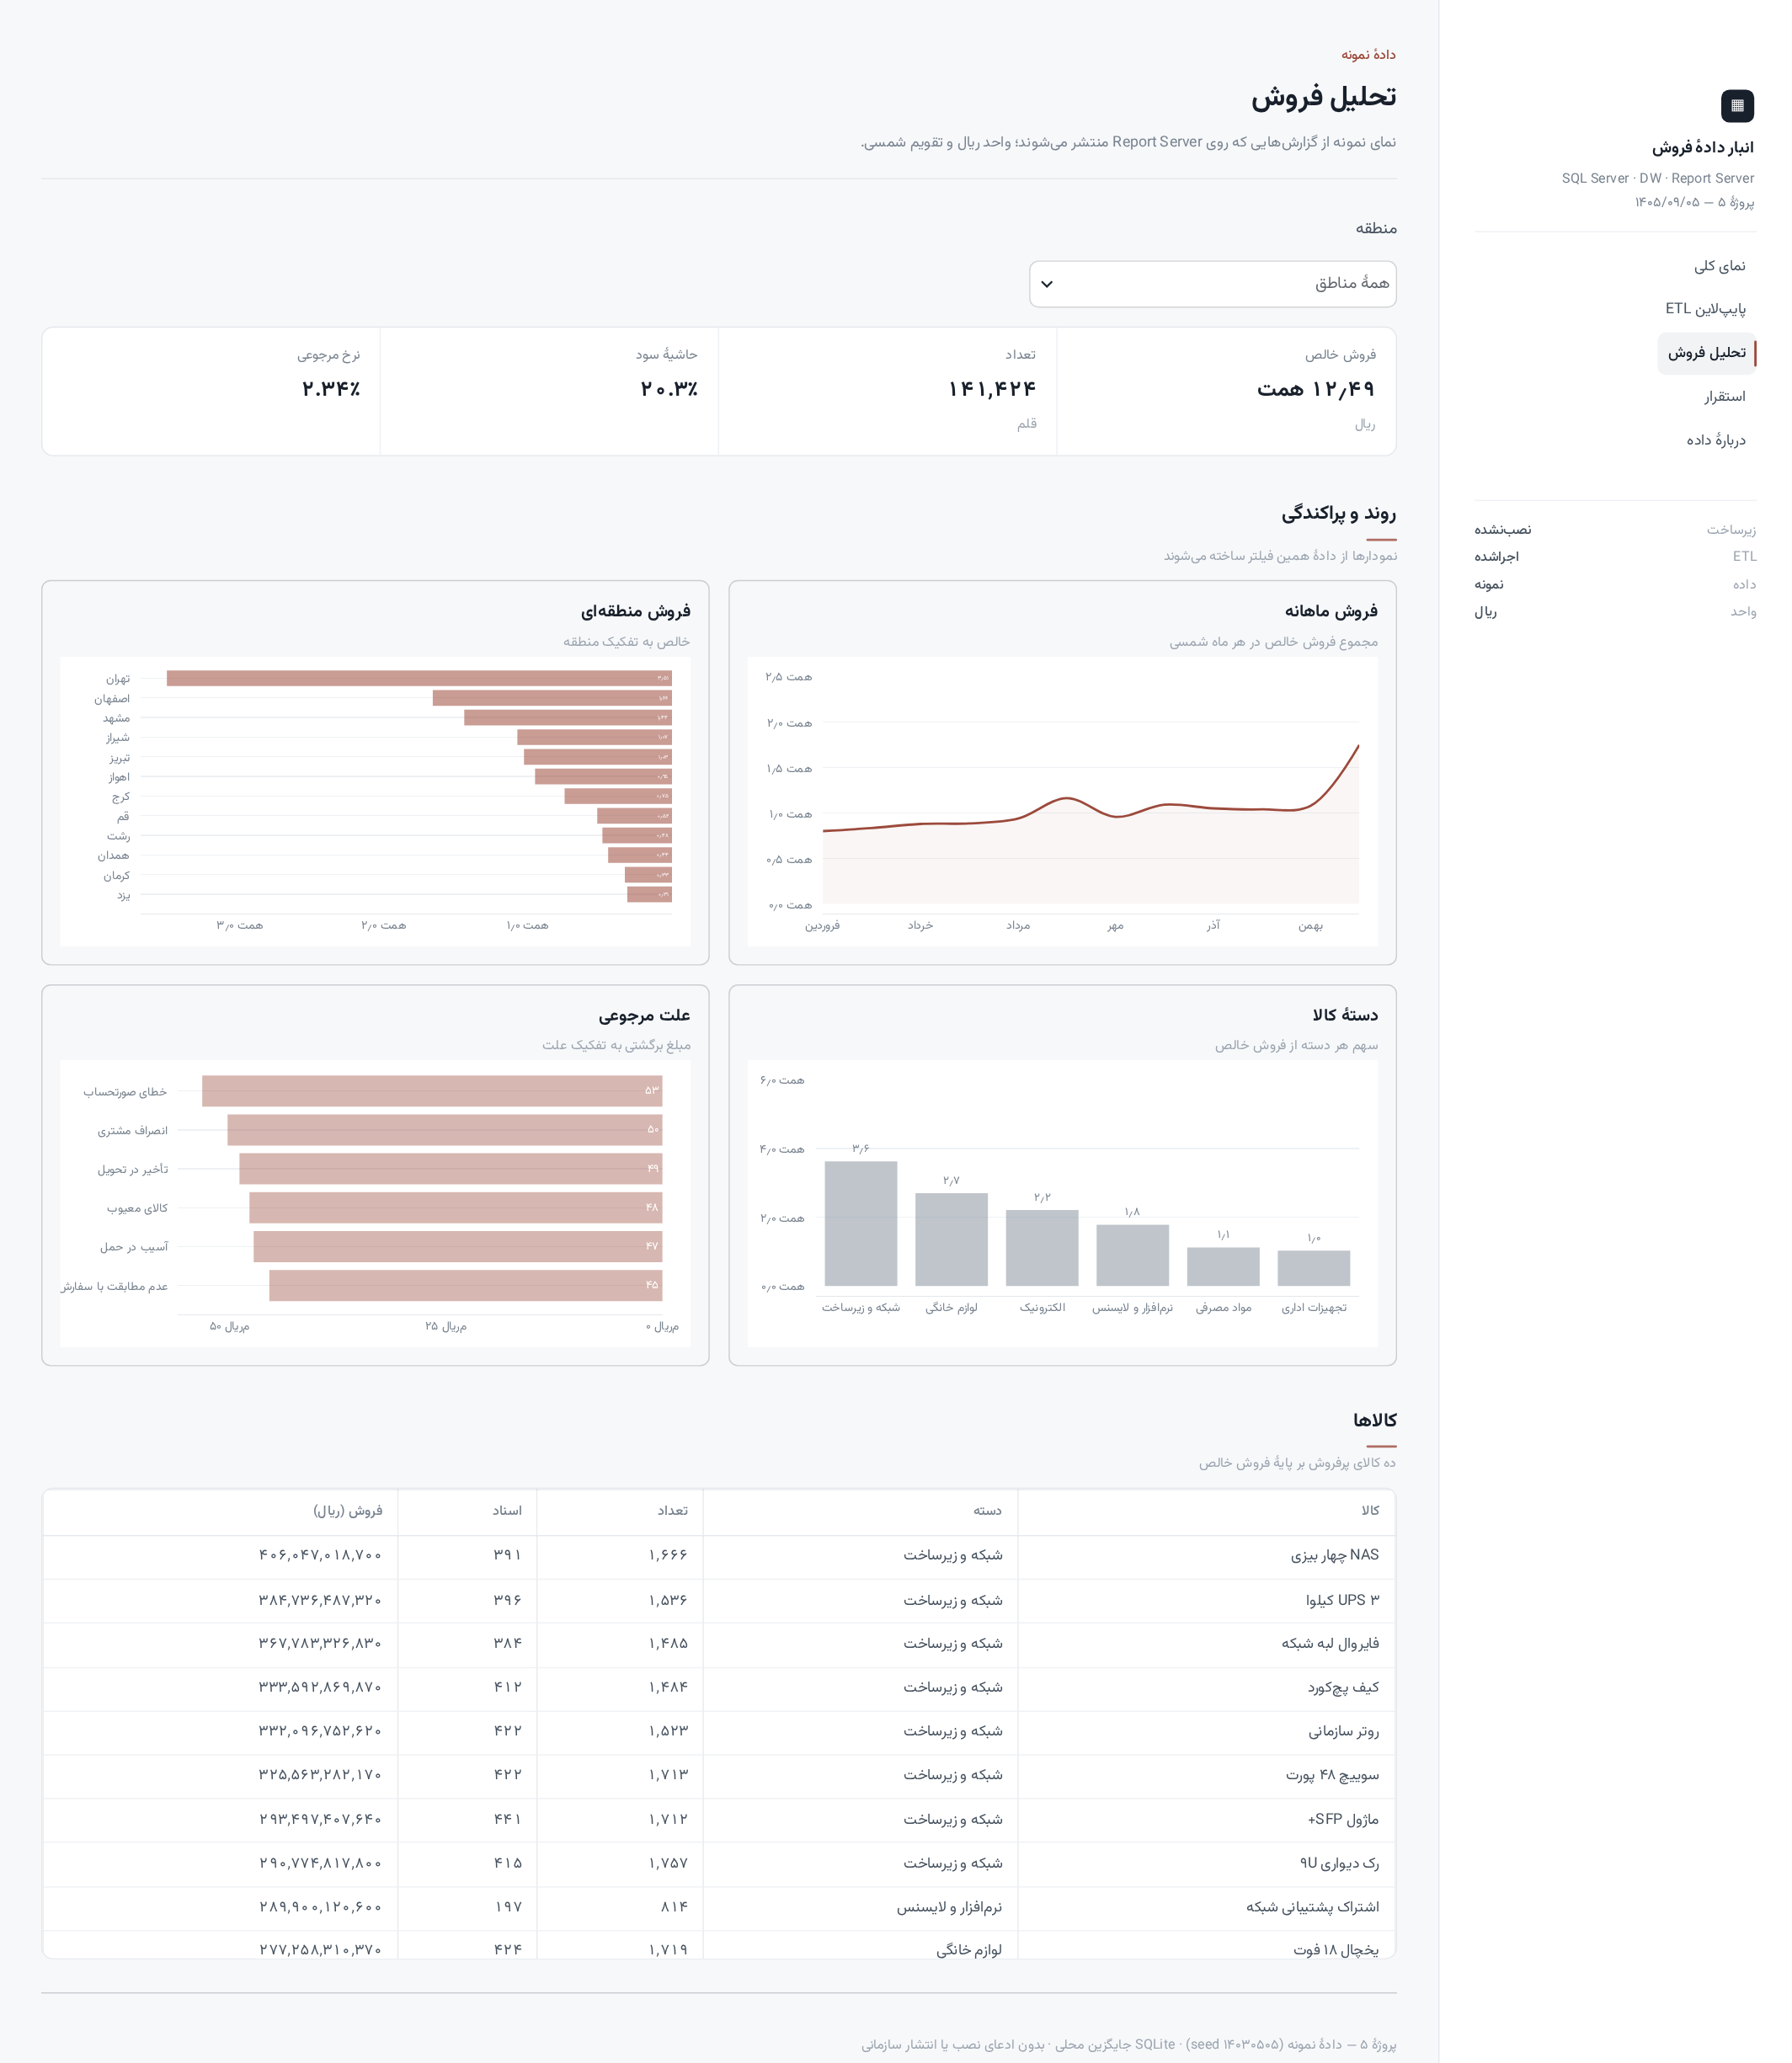 انبار دادهٔ فروش
SQL Server · DW · Report Server
پروژهٔ ۵ — ۱۴۰۵/۰۹/۰۵
نمای کلی
پایپ‌لاین ETL
تحلیل فروش
استقرار
دربارهٔ داده
زیرساخت نصب‌نشده
ETL اجراشده
داده نمونه
واحد ریال
دادهٔ نمونه
تحلیل فروش
نمای نمونه از گزارش‌هایی که روی Report Server منتشر می‌شوند؛ واحد ریال و تقویم شمسی.
منطقه
همهٔ مناطق
فروش خالص
۱۲٫۴۹ همت
ریال
تعداد
۱۴۱,۴۲۴
قلم
حاشیهٔ سود
۲۰.۳٪
نرخ مرجوعی
۲.۳۴٪
روند و پراکندگی
نمودارها از دادهٔ همین فیلتر ساخته می‌شوند
فروش ماهانه
مجموع فروش خالص در هر ماه شمسی
همت ۲٫۵
همت ۲٫۰
همت ۱٫۵
همت ۱٫۰
همت ۰٫۵
همت ۰٫۰
فروردین خرداد مرداد مهر آذر بهمن
فروش منطقه‌ای
خالص به تفکیک منطقه
تهران
اصفهان
مشهد
شیراز
تبریز
اهواز
کرج
قم
رشت
همدان
کرمان
یزد
همت ۳٫۰ همت ۲٫۰ همت ۱٫۰
دستهٔ کالا
سهم هر دسته از فروش خالص
همت ۶٫۰
همت ۴٫۰
همت ۲٫۰
همت ۰٫۰
۳٫۶ ۲٫۷ ۲٫۲ ۱٫۸ ۱٫۱ ۱٫۰
شبکه و زیرساخت لوازم خانگی الکترونیک نرم‌افزار و لایسنس مواد مصرفی تجهیزات اداری
علت مرجوعی
مبلغ برگشتی به تفکیک علت
خطای صورتحساب ۵۳
انصراف مشتری ۵۰
تأخیر در تحویل ۴۹
کالای معیوب ۴۸
آسیب در حمل ۴۷
عدم مطابقت با سفارش ۴۵
م‌ریال ۵۰ م‌ریال ۲۵ م‌ریال ۰
کالاها
ده کالای پرفروش بر پایهٔ فروش خالص
کالا دسته تعداد اسناد فروش (ریال)
NAS چهار بیزی شبکه و زیرساخت ۱,۶۶۶ ۳۹۱ ۴۰۶,۰۴۷,۰۱۸,۷۰۰
UPS ۳ کیلوا شبکه و زیرساخت ۱,۵۳۶ ۳۹۶ ۳۸۴,۷۳۶,۴۸۷,۳۲۰
فایروال لبه شبکه شبکه و زیرساخت ۱,۴۸۵ ۳۸۴ ۳۶۷,۷۸۳,۳۲۶,۸۳۰
کیف پچ‌کورد شبکه و زیرساخت ۱,۴۸۴ ۴۱۲ ۳۳۳,۵۹۲,۸۶۹,۸۷۰
روتر سازمانی شبکه و زیرساخت ۱,۵۲۳ ۴۲۲ ۳۳۲,۰۹۶,۷۵۲,۶۲۰
سوییچ ۴۸ پورت شبکه و زیرساخت ۱,۷۱۳ ۴۲۲ ۳۲۵,۵۶۳,۲۸۲,۱۷۰
ماژول SFP+ شبکه و زیرساخت ۱,۷۱۲ ۴۴۱ ۲۹۳,۴۹۷,۴۰۷,۶۴۰
رک دیواری ۹U شبکه و زیرساخت ۱,۷۵۷ ۴۱۵ ۲۹۰,۷۷۴,۸۱۷,۸۰۰
اشتراک پشتیبانی شبکه نرم‌افزار و لایسنس ۸۱۴ ۱۹۷ ۲۸۹,۹۰۰,۱۲۰,۶۰۰
یخچال ۱۸ فوت لوازم خانگی ۱,۷۱۹ ۴۲۴ ۲۷۷,۲۵۸,۳۱۰,۳۷۰
پروژهٔ ۵ — دادهٔ نمونه (seed ۱۴۰۳۰۵۰۵) · SQLite جایگزین محلی · بدون ادعای نصب یا انتشار سازمانی